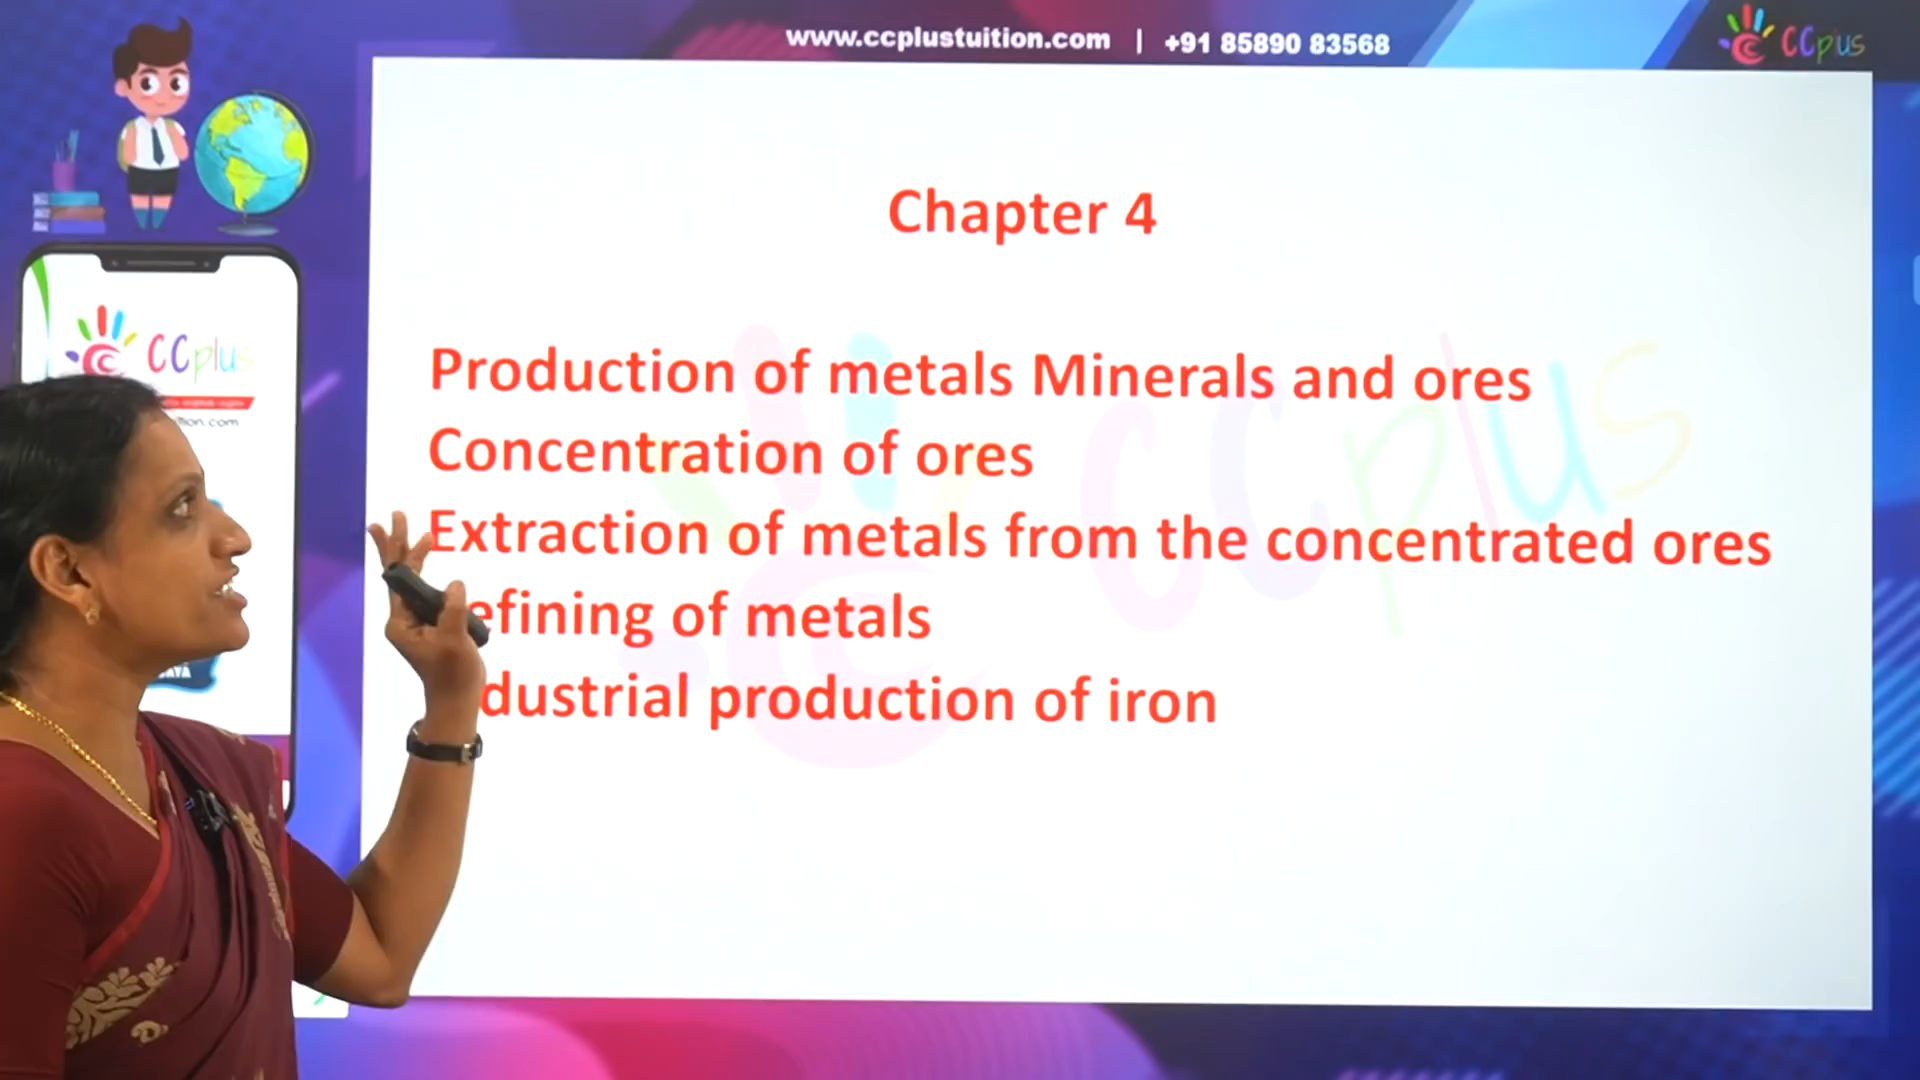 www.ccplustuition.com | +91 85890 83568
CCplus
CCplus
Chapter 4
Production of metals Minerals and ores
Concentration of ores
Extraction of metals from the concentrated ores
efining of metals
dustrial production of iron